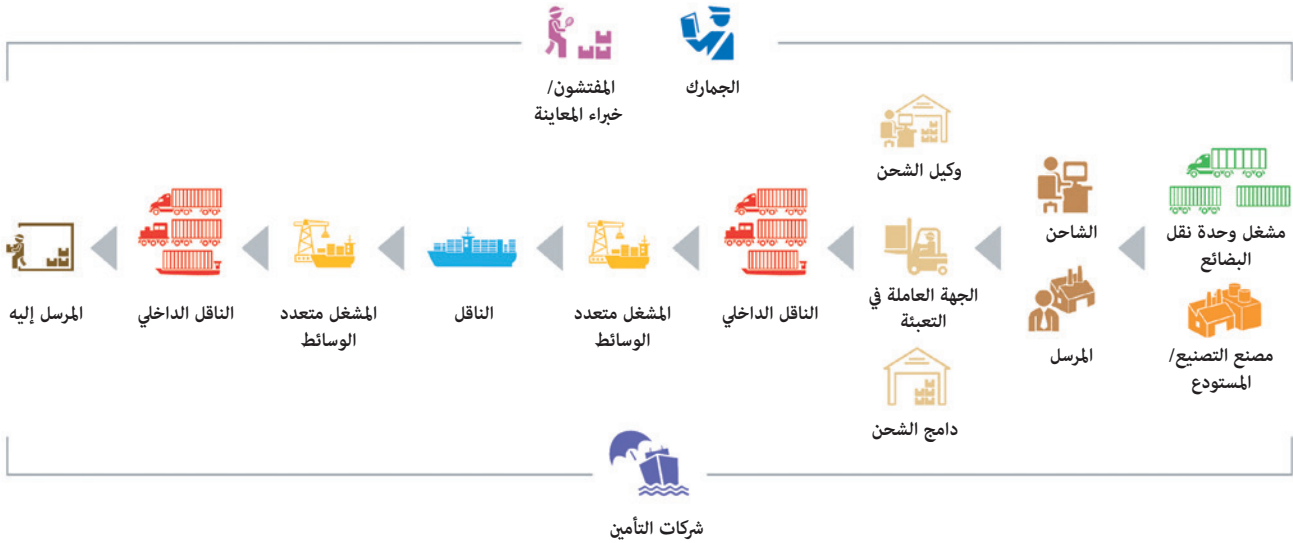 الجمارك
المفتشون/
خبراء المعاينة
مشغل وحدة نقل
البضائع
مصنع التصنيع/
المستودع
الشاحن
المرسل
وكيل الشحن
الجهة العاملة في
التعبئة
دامج الشحن
الناقل الداخلي
المشغل متعدد
الوسائط
الناقل
المشغل متعدد
الوسائط
الناقل الداخلي
المرسل إليه
شركات التأمين